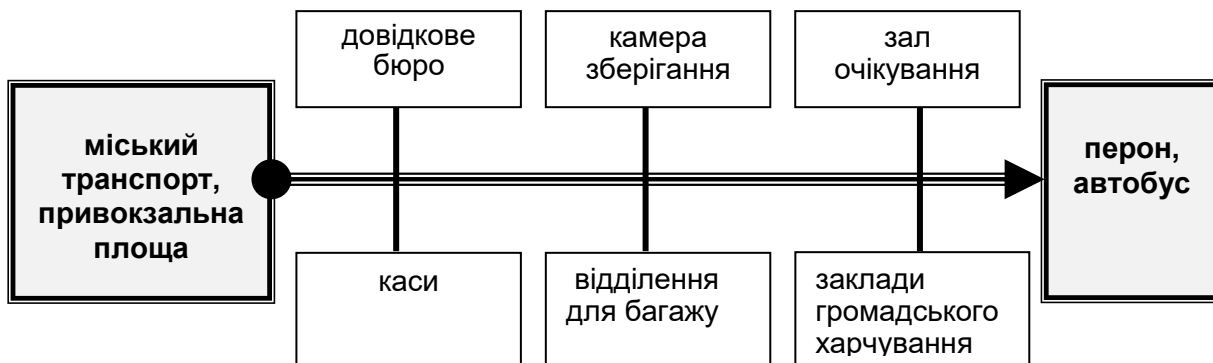 довідкове
бюро
камера
зберігання
зал
очікування
міський
транспорт,
привокзальна
площа
перон,
автобус
каси
відділення
для багажу
заклади
громадського
харчування